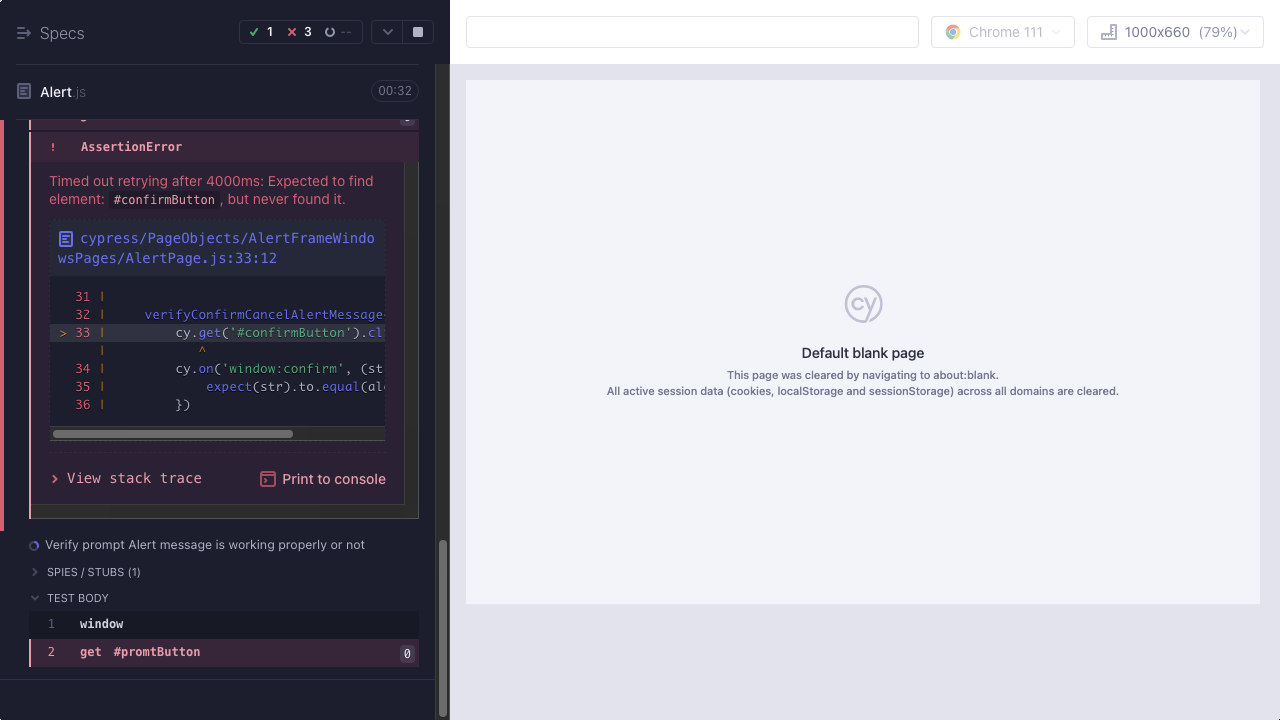 Specs
1
3
--
Chrome 111
1000x660 (79%)
Alert.js
00:32
! AssertionError
Timed out retrying after 4000ms: Expected to find
element: #confirmButton, but never found it.
cypress/PageObjects/AlertFrameWindo
wsPages/AlertPage.js:33:12
31 |
32 | verifyConfirmCancelAlertMessage
> 33 | cy.get('#confirmButton').cl
| ^
34 | cy.on('window:confirm', (st
35 | expect(str).to.equal(al
36 | })
> View stack trace
Print to console
Verify prompt Alert message is working properly or not
SPIES / STUBS (1)
TEST BODY
1 window
2 get #promtButton 0
cy
Default blank page
This page was cleared by navigating to about:blank.
All active session data (cookies, localStorage and sessionStorage) across all domains are cleared.